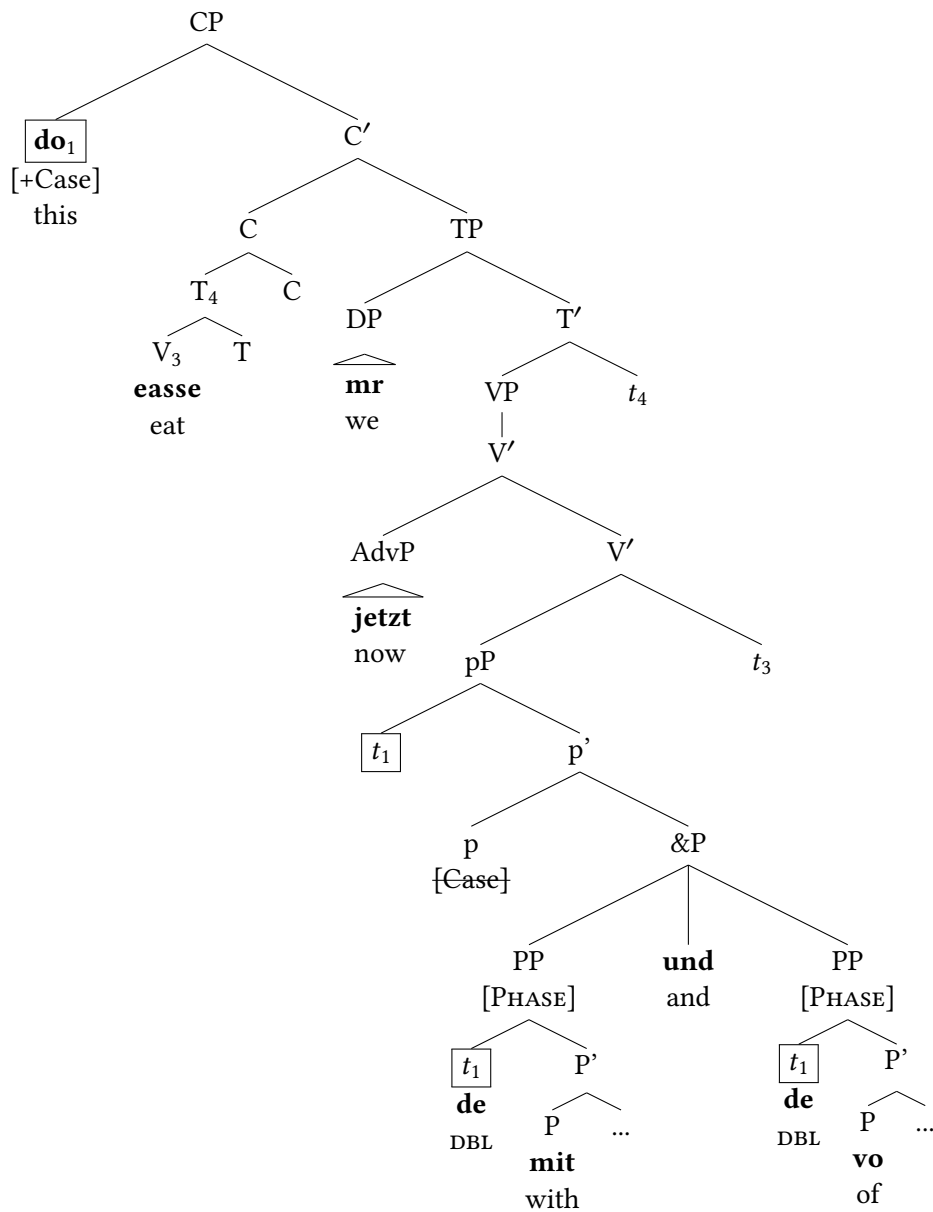 CP
do₁ C′
[+Case]
this
C TP
T₄ C DP T′
V₃ T mr VP t₄
easse we
eat
V′
AdvP V′
jetzt
now
pP t₃
t₁ p’
p &P
[Case]
PP und PP
[PHASE] and [PHASE]
t₁ P’ t₁ P’
de de
DBL P ... DBL P ...
mit vo
with of